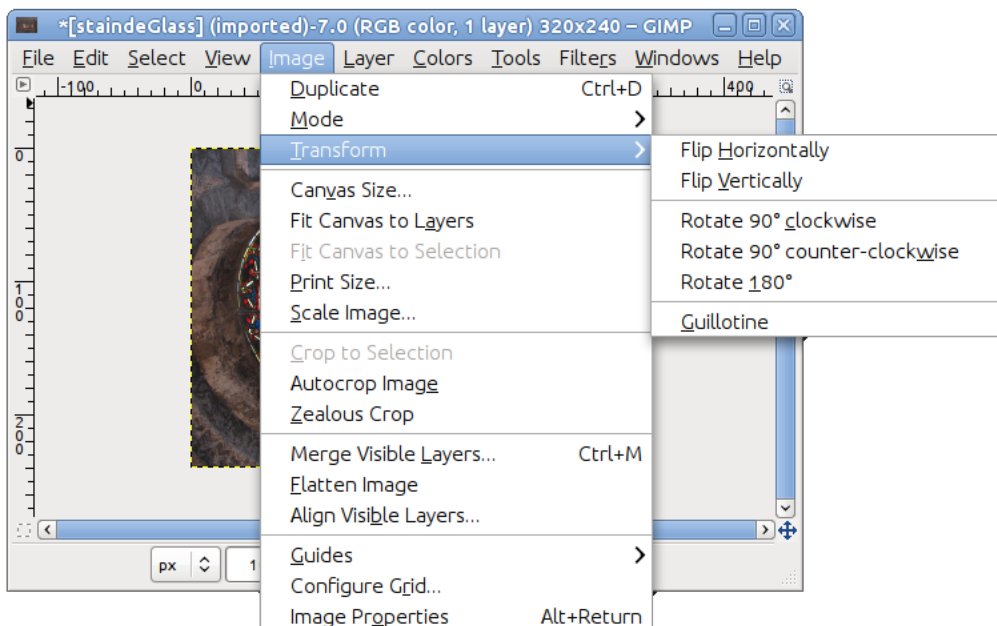 *[staindeGlass] (imported)-7.0 (RGB color, 1 layer) 320x240 – GIMP
File Edit Select View Image Layer Colors Tools Filters Windows Help
-100 0 400
Duplicate Ctrl+D
Mode
Transform
Flip Horizontally
Flip Vertically
Canvas Size...
Rotate 90° clockwise
Fit Canvas to Layers
Rotate 90° counter-clockwise
Fit Canvas to Selection
Rotate 180°
Print Size...
Scale Image...
Guillotine
Crop to Selection
Autocrop Image
Zealous Crop
Merge Visible Layers... Ctrl+M
Flatten Image
Align Visible Layers...
Guides
Configure Grid...
Image Properties Alt+Return
0
100
200
px 1